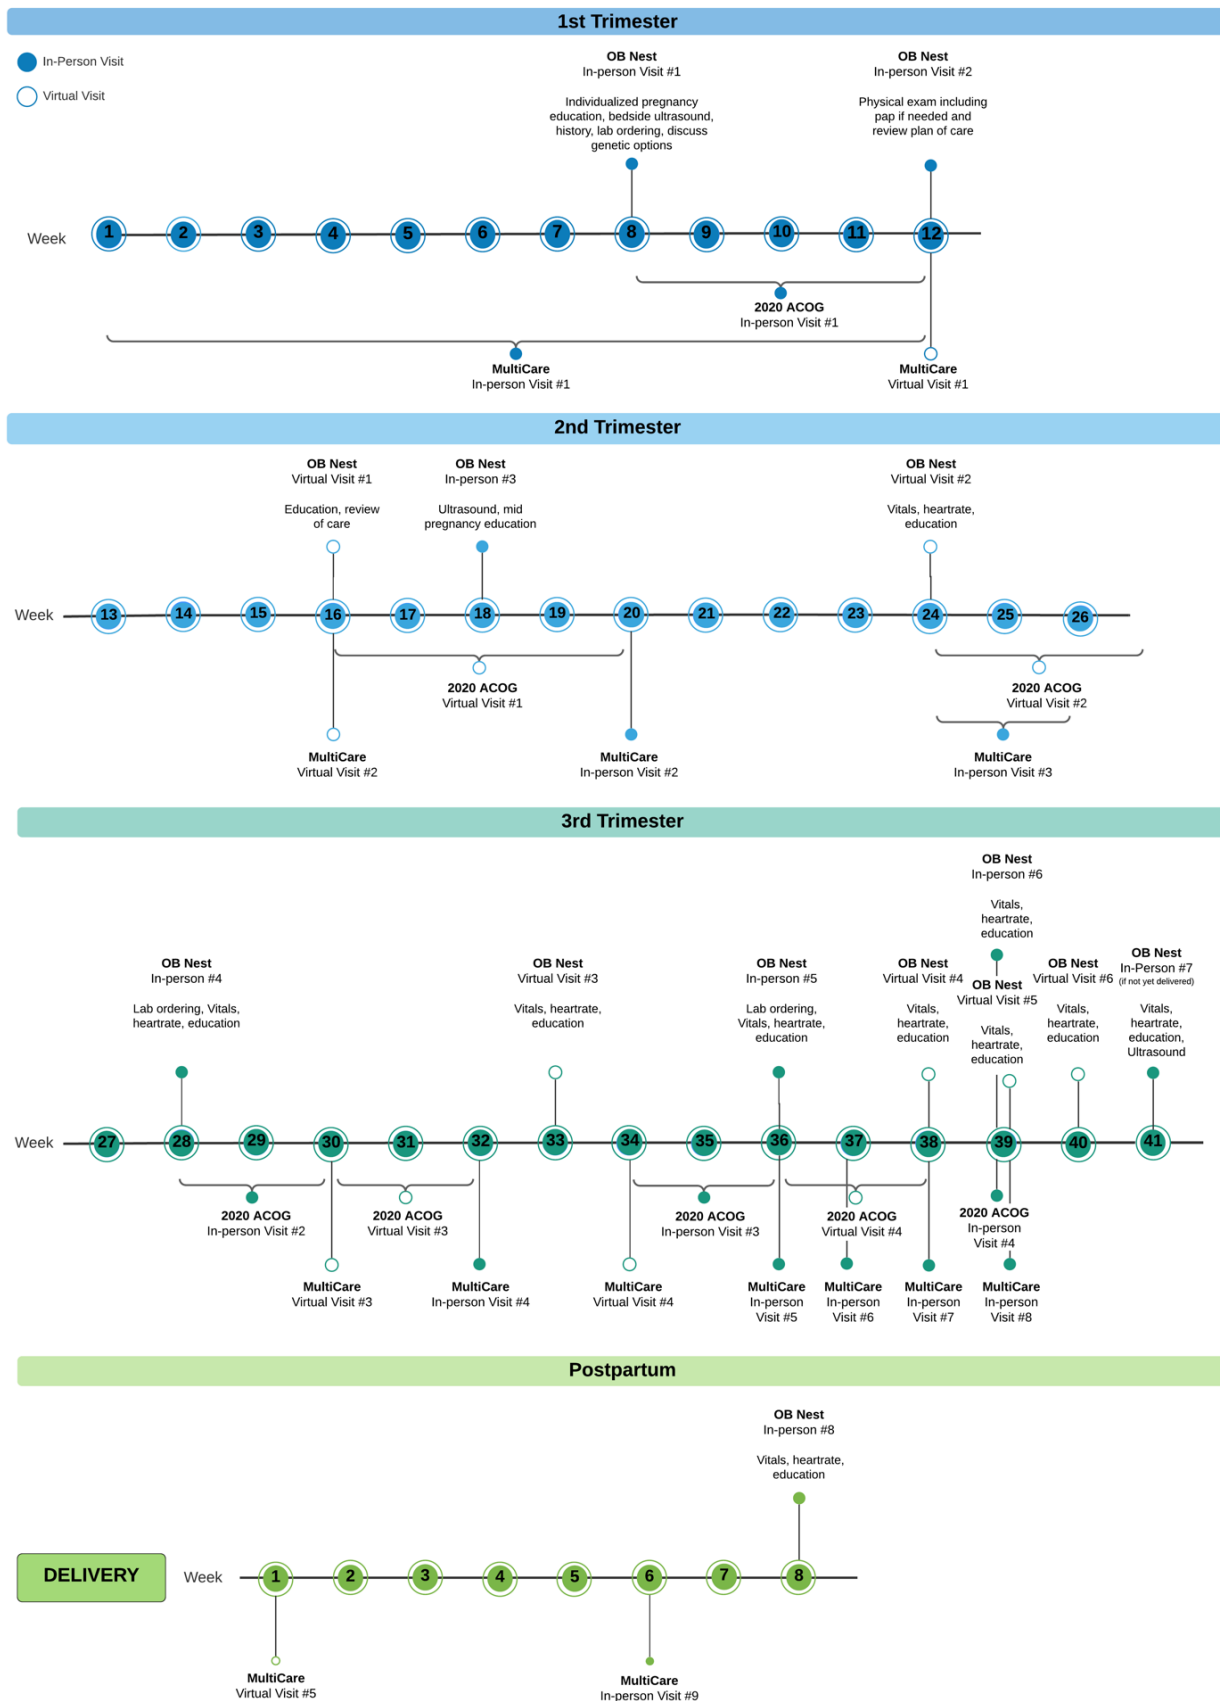 1st Trimester
In-Person Visit
Virtual Visit
OB Nest
In-person Visit #1
Individualized pregnancy
education, bedside ultrasound,
history, lab ordering, discuss
genetic options
OB Nest
In-person Visit #2
Physical exam including
pap if needed and
review plan of care
Week
1 2 3 4 5 6 7 8 9 10 11 12
2020 ACOG
In-person Visit #1
MultiCare
In-person Visit #1
MultiCare
Virtual Visit #1
2nd Trimester
OB Nest
Virtual Visit #1
Education, review
of care
OB Nest
In-person #3
Ultrasound, mid
pregnancy education
OB Nest
Virtual Visit #2
Vitals, heartrate,
education
Week
13 14 15 16 17 18 19 20 21 22 23 24 25 26
2020 ACOG
Virtual Visit #1
2020 ACOG
Virtual Visit #2
MultiCare
Virtual Visit #2
MultiCare
In-person Visit #2
MultiCare
In-person Visit #3
3rd Trimester
OB Nest
In-person #4
Lab ordering, Vitals,
heartrate, education
OB Nest
Virtual Visit #3
Vitals, heartrate,
education
OB Nest
In-person #5
Lab ordering,
Vitals, heartrate,
education
OB Nest
Virtual Visit #4
Vitals,
heartrate,
education
OB Nest
In-person #6
Vitals,
heartrate,
education
OB Nest
Virtual Visit #5
Vitals,
heartrate,
education
OB Nest
Virtual Visit #6
Vitals,
heartrate,
education
OB Nest
In-Person #7
(if not yet delivered)
Vitals,
heartrate,
education,
Ultrasound
Week
27 28 29 30 31 32 33 34 35 36 37 38 39 40 41
2020 ACOG
In-person Visit #2
2020 ACOG
Virtual Visit #3
2020 ACOG
In-person Visit #3
2020 ACOG
Virtual Visit #4
2020 ACOG
In-person
Visit #4
MultiCare
Virtual Visit #3
MultiCare
In-person Visit #4
MultiCare
Virtual Visit #4
MultiCare
In-person
Visit #5
MultiCare
In-person
Visit #6
MultiCare
In-person
Visit #7
MultiCare
In-person
Visit #8
Postpartum
OB Nest
In-person #8
Vitals, heartrate,
education
DELIVERY
Week
1 2 3 4 5 6 7 8
MultiCare
Virtual Visit #5
MultiCare
In-person Visit #9